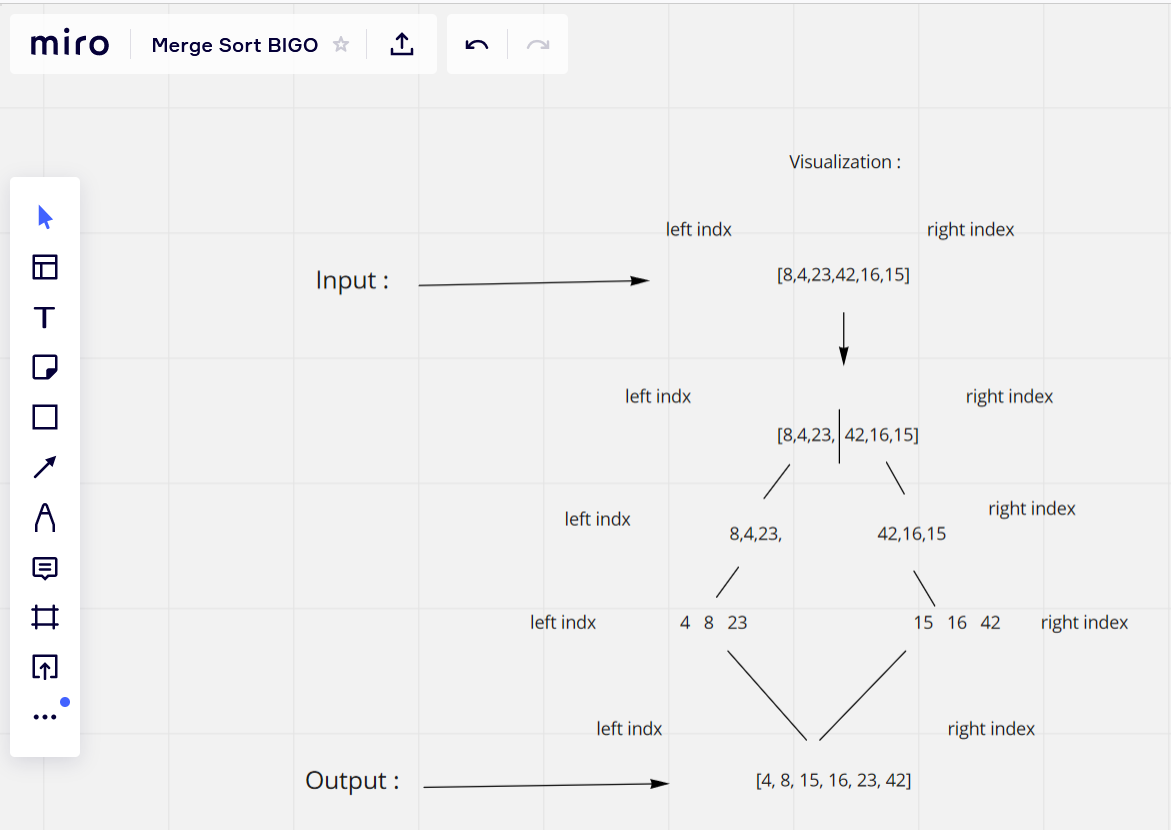 miro
Merge Sort BIGO
Visualization :
left indx
right index
Input :
[8,4,23,42,16,15]
left indx
right index
[8,4,23, 42,16,15]
left indx
right index
8,4,23,
42,16,15
left indx
4 8 23
15 16 42
right index
left indx
right index
Output :
[4, 8, 15, 16, 23, 42]